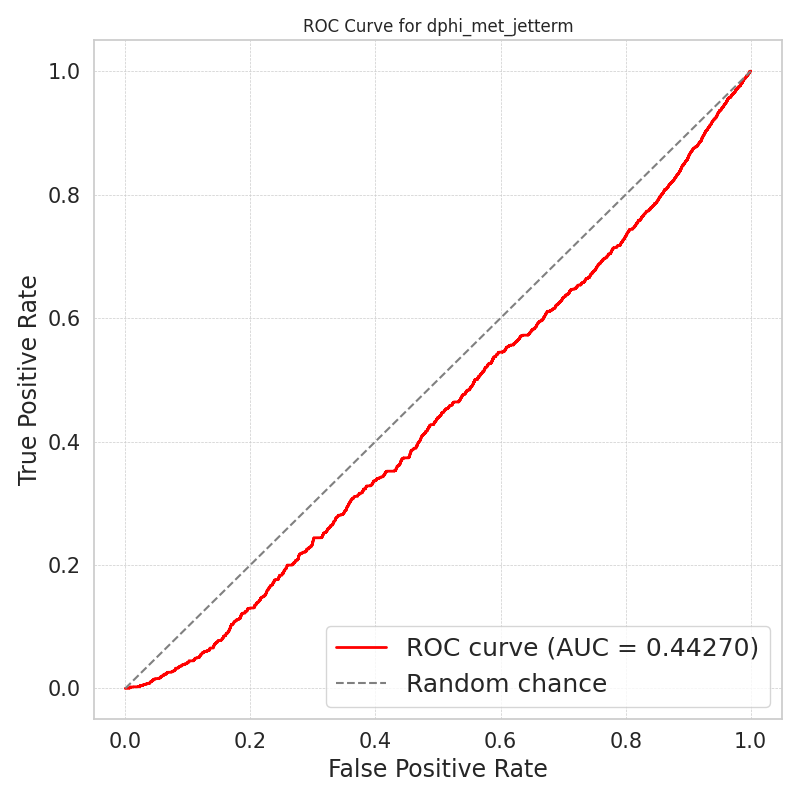 ROC Curve for dphi_met_jetterm
True Positive Rate
1.0
0.8
0.6
0.4
0.2
0.0
ROC curve (AUC = 0.44270)
Random chance
0.0 0.2 0.4 0.6 0.8 1.0
False Positive Rate